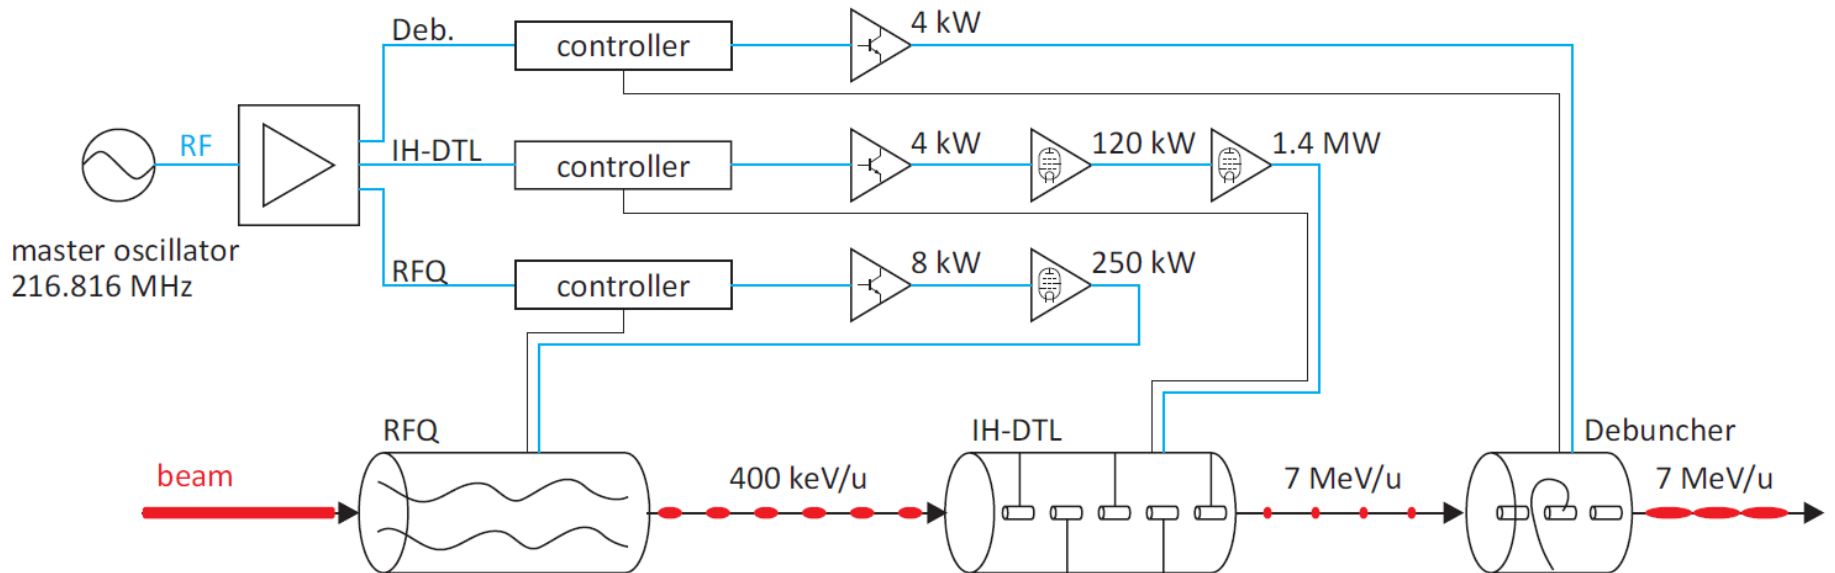 Deb.
controller
4 kW
RF
IH-DTL
controller
4 kW
120 kW
1.4 MW
master oscillator
216.816 MHz
RFQ
controller
8 kW
250 kW
RFQ
IH-DTL
Debuncher
beam
400 keV/u
7 MeV/u
7 MeV/u